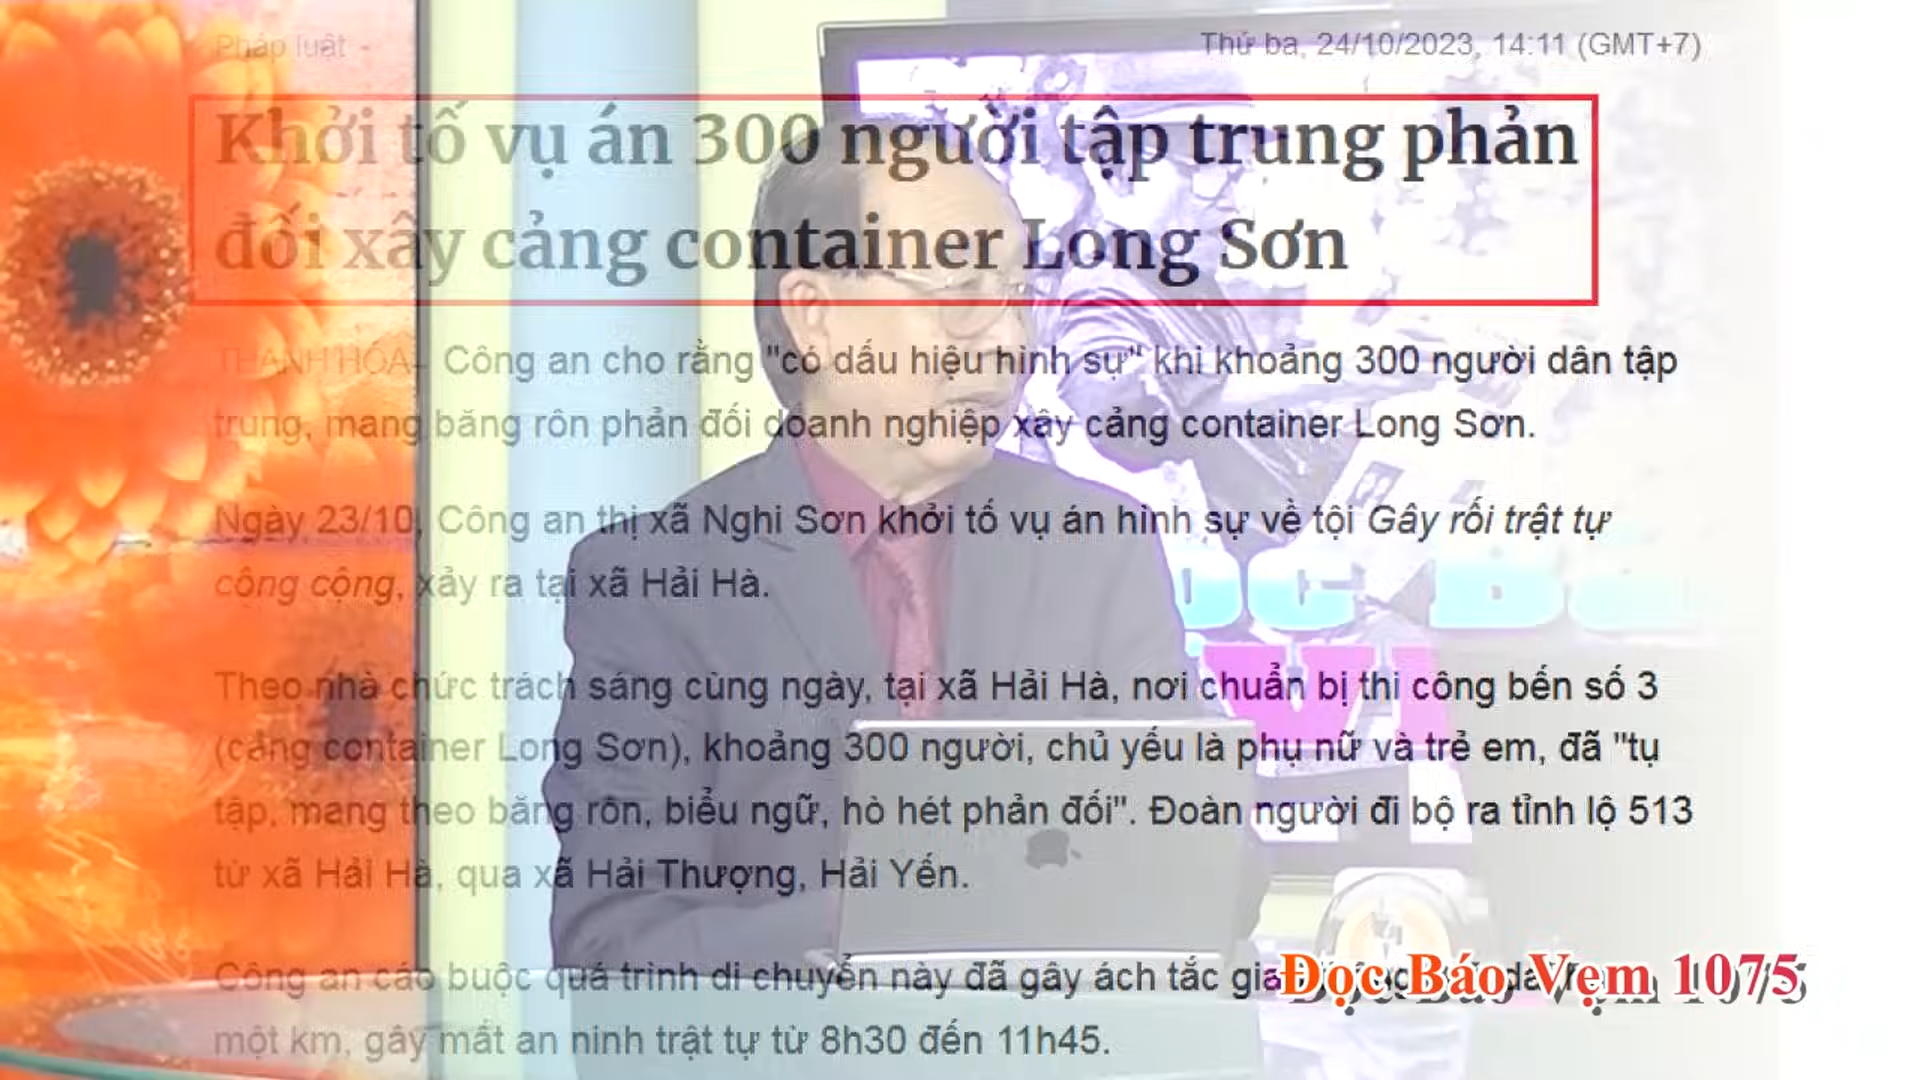 Pháp luật -
Thứ ba, 24/10/2023, 14:11 (GMT+7)
Khởi tố vụ án 300 người tập trung phản
đối xây cảng container Long Sơn
THANH HÓA - Công an cho rằng "có dấu hiệu hình sự" khi khoảng 300 người dân tập
trung, mang băng rôn phản đối doanh nghiệp xây cảng container Long Sơn.
Ngày 23/10, Công an thị xã Nghi Sơn khởi tố vụ án hình sự về tội Gây rối trật tự
công cộng, xảy ra tại xã Hải Hà.
Theo nhà chức trách sáng cùng ngày, tại xã Hải Hà, nơi chuẩn bị thi công bến số 3
(cảng container Long Sơn), khoảng 300 người, chủ yếu là phụ nữ và trẻ em, đã "tụ
tập, mang theo băng rôn, biểu ngữ, hò hét phản đối". Đoàn người đi bộ ra tỉnh lộ 513
từ xã Hải Hà, qua xã Hải Thượng, Hải Yến.
Công an cáo buộc quá trình di chuyển này đã gây ách tắc
một km, gây mất an ninh trật tự từ 8h30 đến 11h45.
Đọc Báo Vẹm 1075